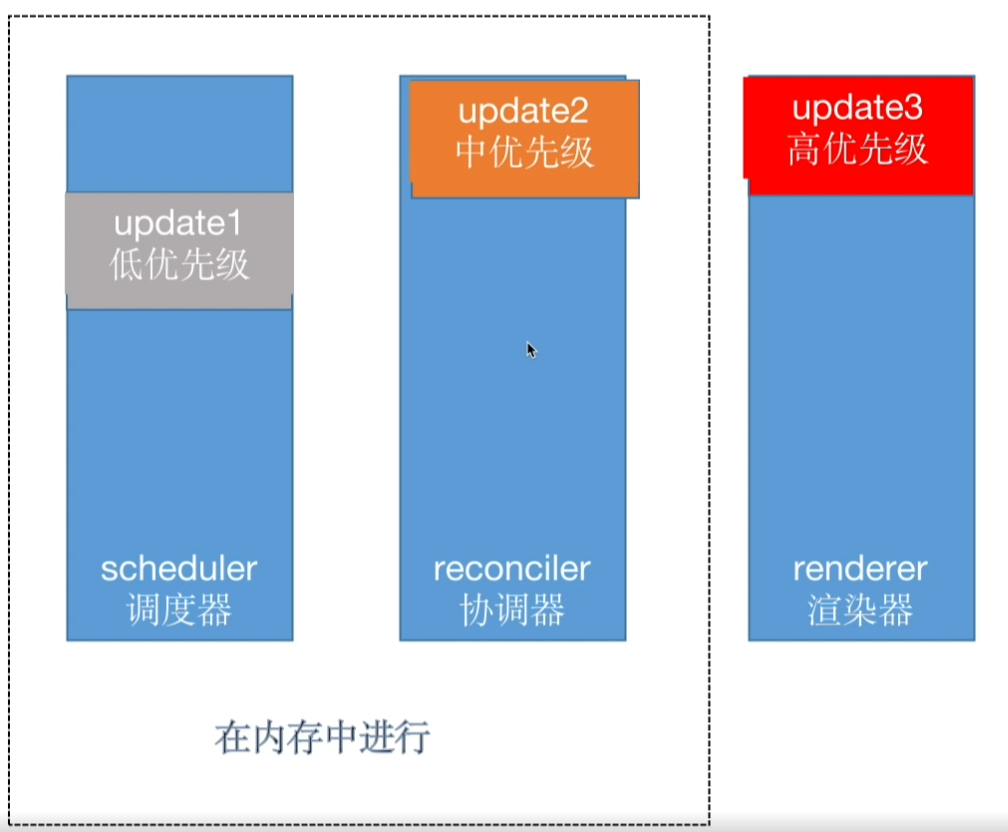 update1
低优先级
scheduler
调度器
update2
中优先级
reconciler
协调器
update3
高优先级
renderer
渲染器
在内存中进行